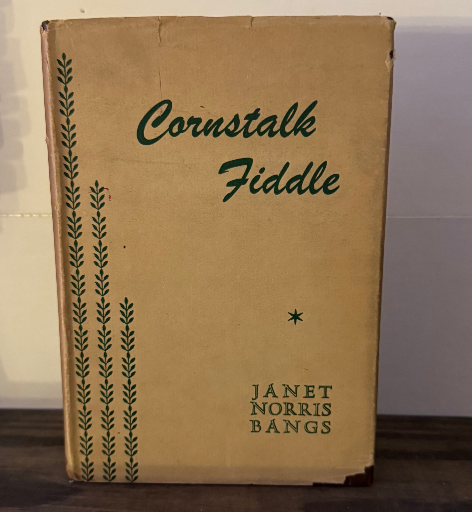 Cornstalk
Fiddle
JANET
NORRIS
BANGS